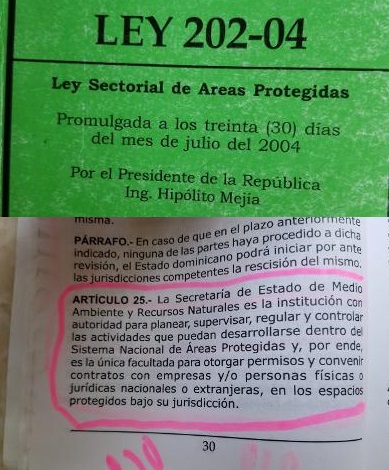 LEY 202-04
Ley Sectorial de Areas Protegidas
Promulgada a los treinta (30) días
del mes de julio del 2004
Por el Presidente de la República
Ing. Hipólito Mejía
misma.
PÁRRAFO.- En caso de que en el plazo anteriormente
indicado, ninguna de las partes haya procedido a dicha
revisión, el Estado dominicano podrá iniciar por ante
las jurisdicciones competentes la rescisión del mismo.
ARTÍCULO 25.- La Secretaría de Estado de Medio
Ambiente y Recursos Naturales es la institución con
autoridad para planear, supervisar, regular y controlar
las actividades que puedan desarrollarse dentro del
Sistema Nacional de Áreas Protegidas y, por ende,
es la única facultada para otorgar permisos y convenir
contratos con empresas y/o personas físicas o
jurídicas nacionales o extranjeras, en los espacios
protegidos bajo su jurisdicción.
30